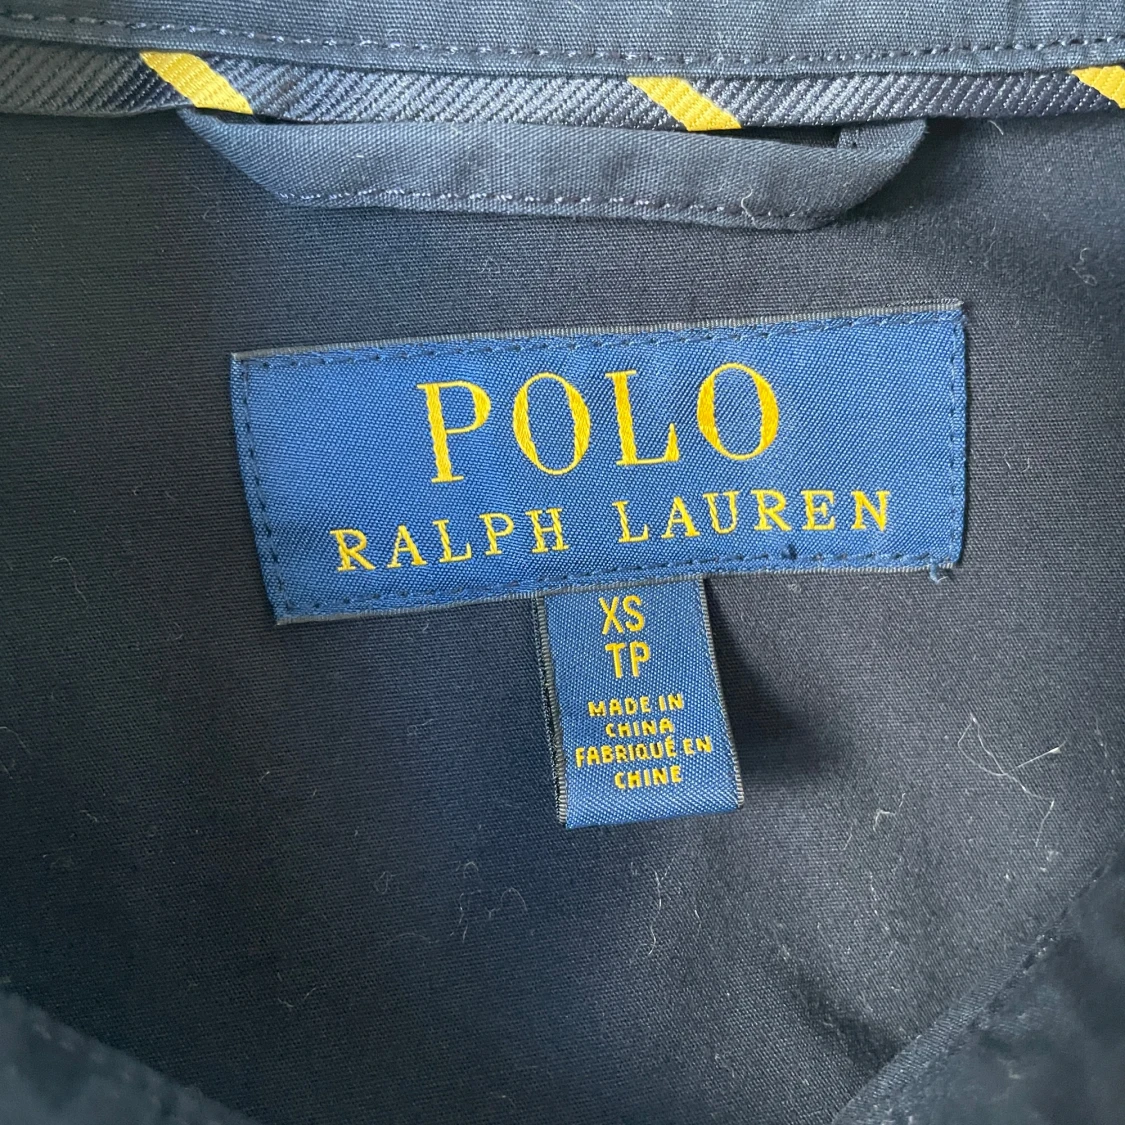 POLO
RALPH LAUREN
XS
TP
MADE IN
CHINA
FABRIQUÉ EN
CHINE